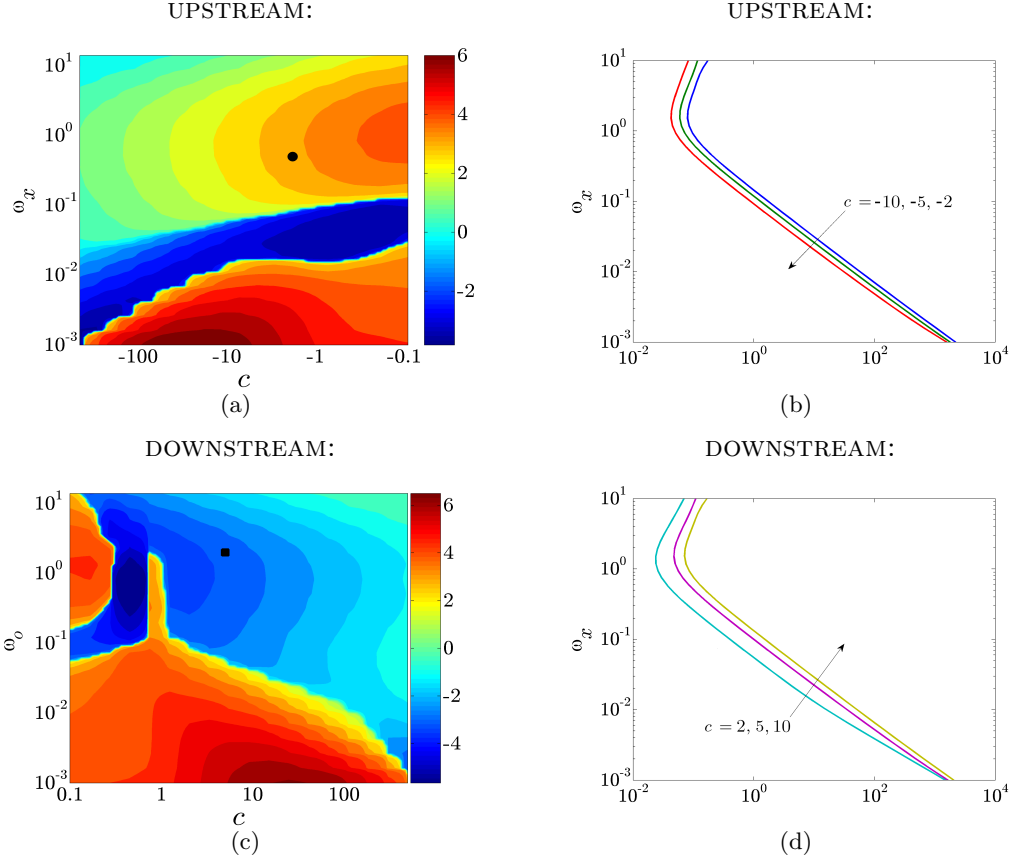 UPSTREAM:
UPSTREAM:
10^1
10^0
10^-1
10^-2
10^-3
ω_x
-100
-10
-1
-0.1
c
6
4
2
0
-2
(a)
10^1
10^0
10^-1
10^-2
10^-3
ω_x
c = -10, -5, -2
10^-2
10^0
10^2
10^4
(b)
DOWNSTREAM:
DOWNSTREAM:
10^1
10^0
10^-1
10^-2
10^-3
ω_o
0.1
1
10
100
c
6
4
2
0
-2
-4
(c)
10^1
10^0
10^-1
10^-2
10^-3
ω_x
c = 2, 5, 10
10^-2
10^0
10^2
10^4
(d)